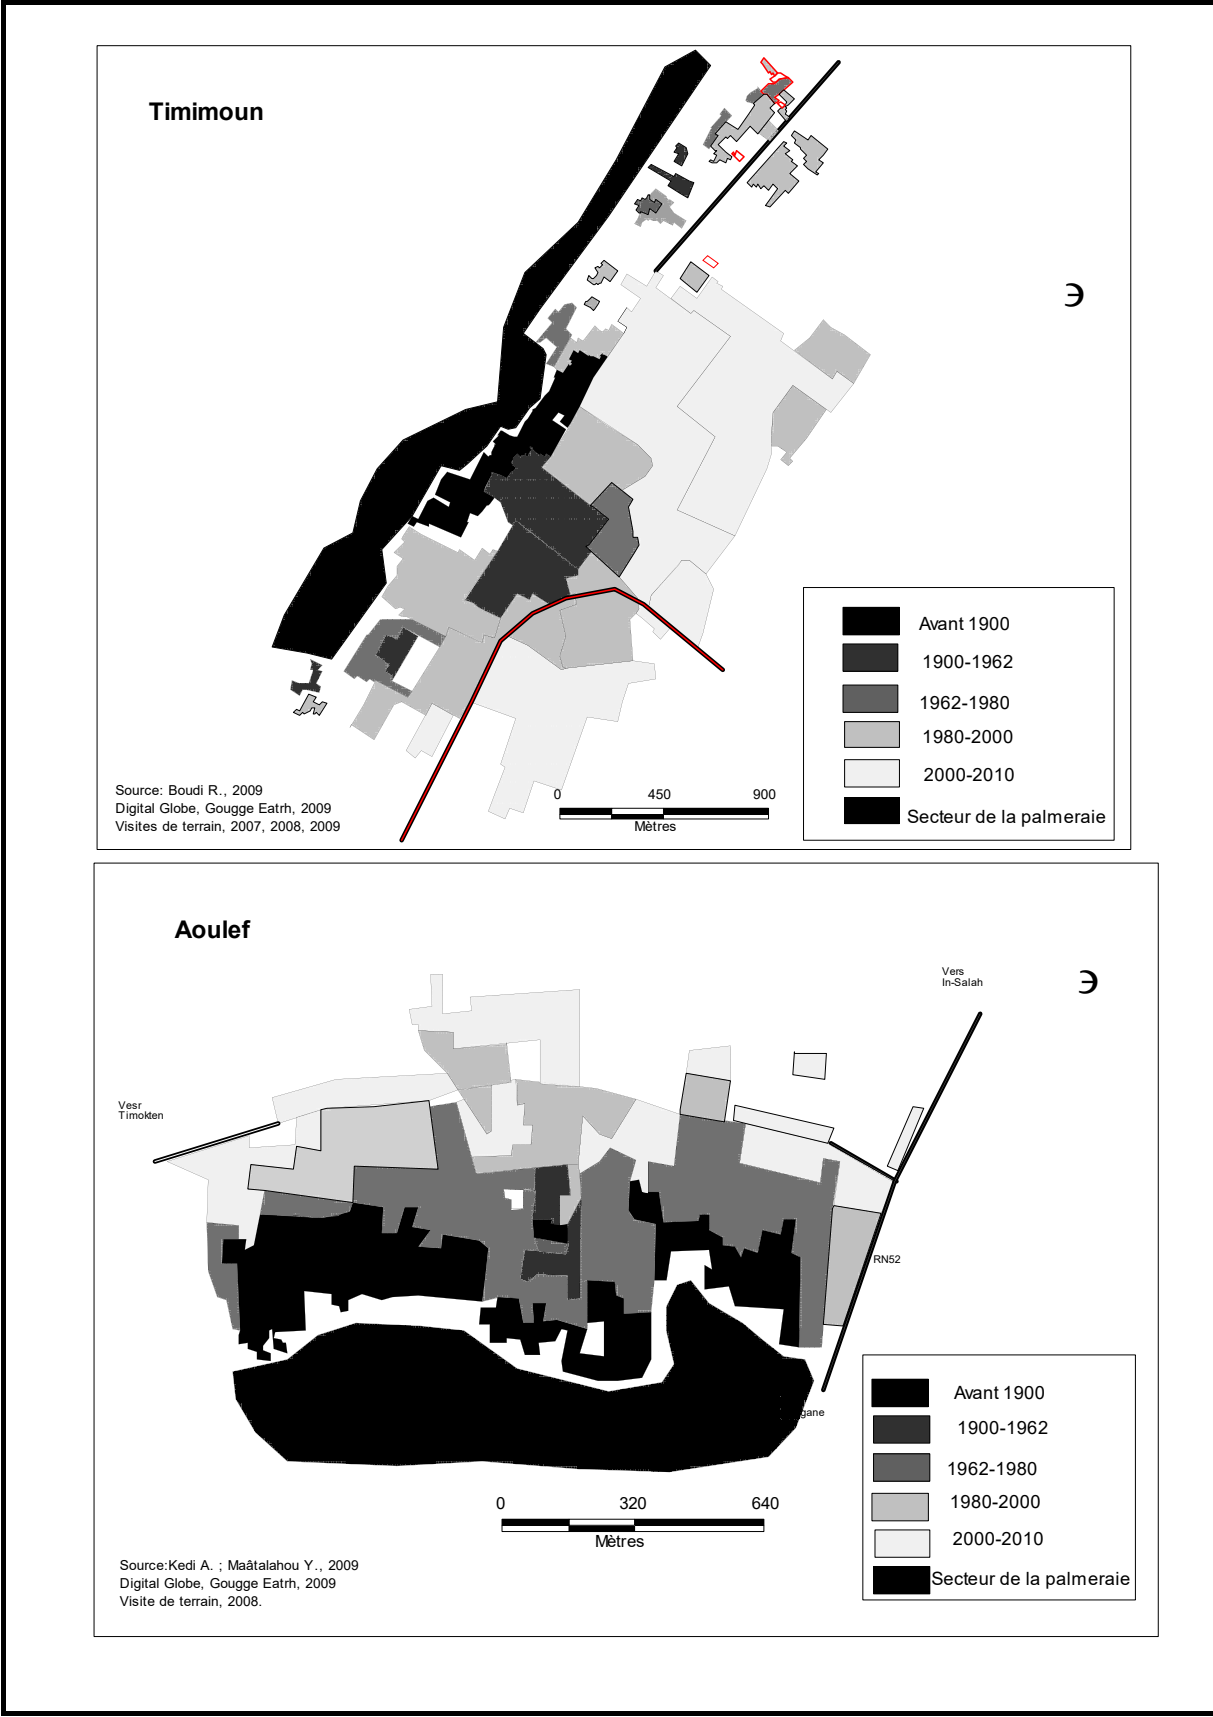 Timimoun
Э
Avant 1900
1900-1962
1962-1980
1980-2000
2000-2010
Secteur de la palmeraie
Source: Boudi R., 2009
Digital Globe, Gougge Eatrh, 2009
Visites de terrain, 2007, 2008, 2009
0 450 900
Mètres
Aoulef
Vers
In-Salah
Э
Vesr
Timokten
RN52
gane
Avant 1900
1900-1962
1962-1980
1980-2000
2000-2010
Secteur de la palmeraie
0 320 640
Mètres
Source:Kedi A. ; Maâtalahou Y., 2009
Digital Globe, Gougge Eatrh, 2009
Visite de terrain, 2008.